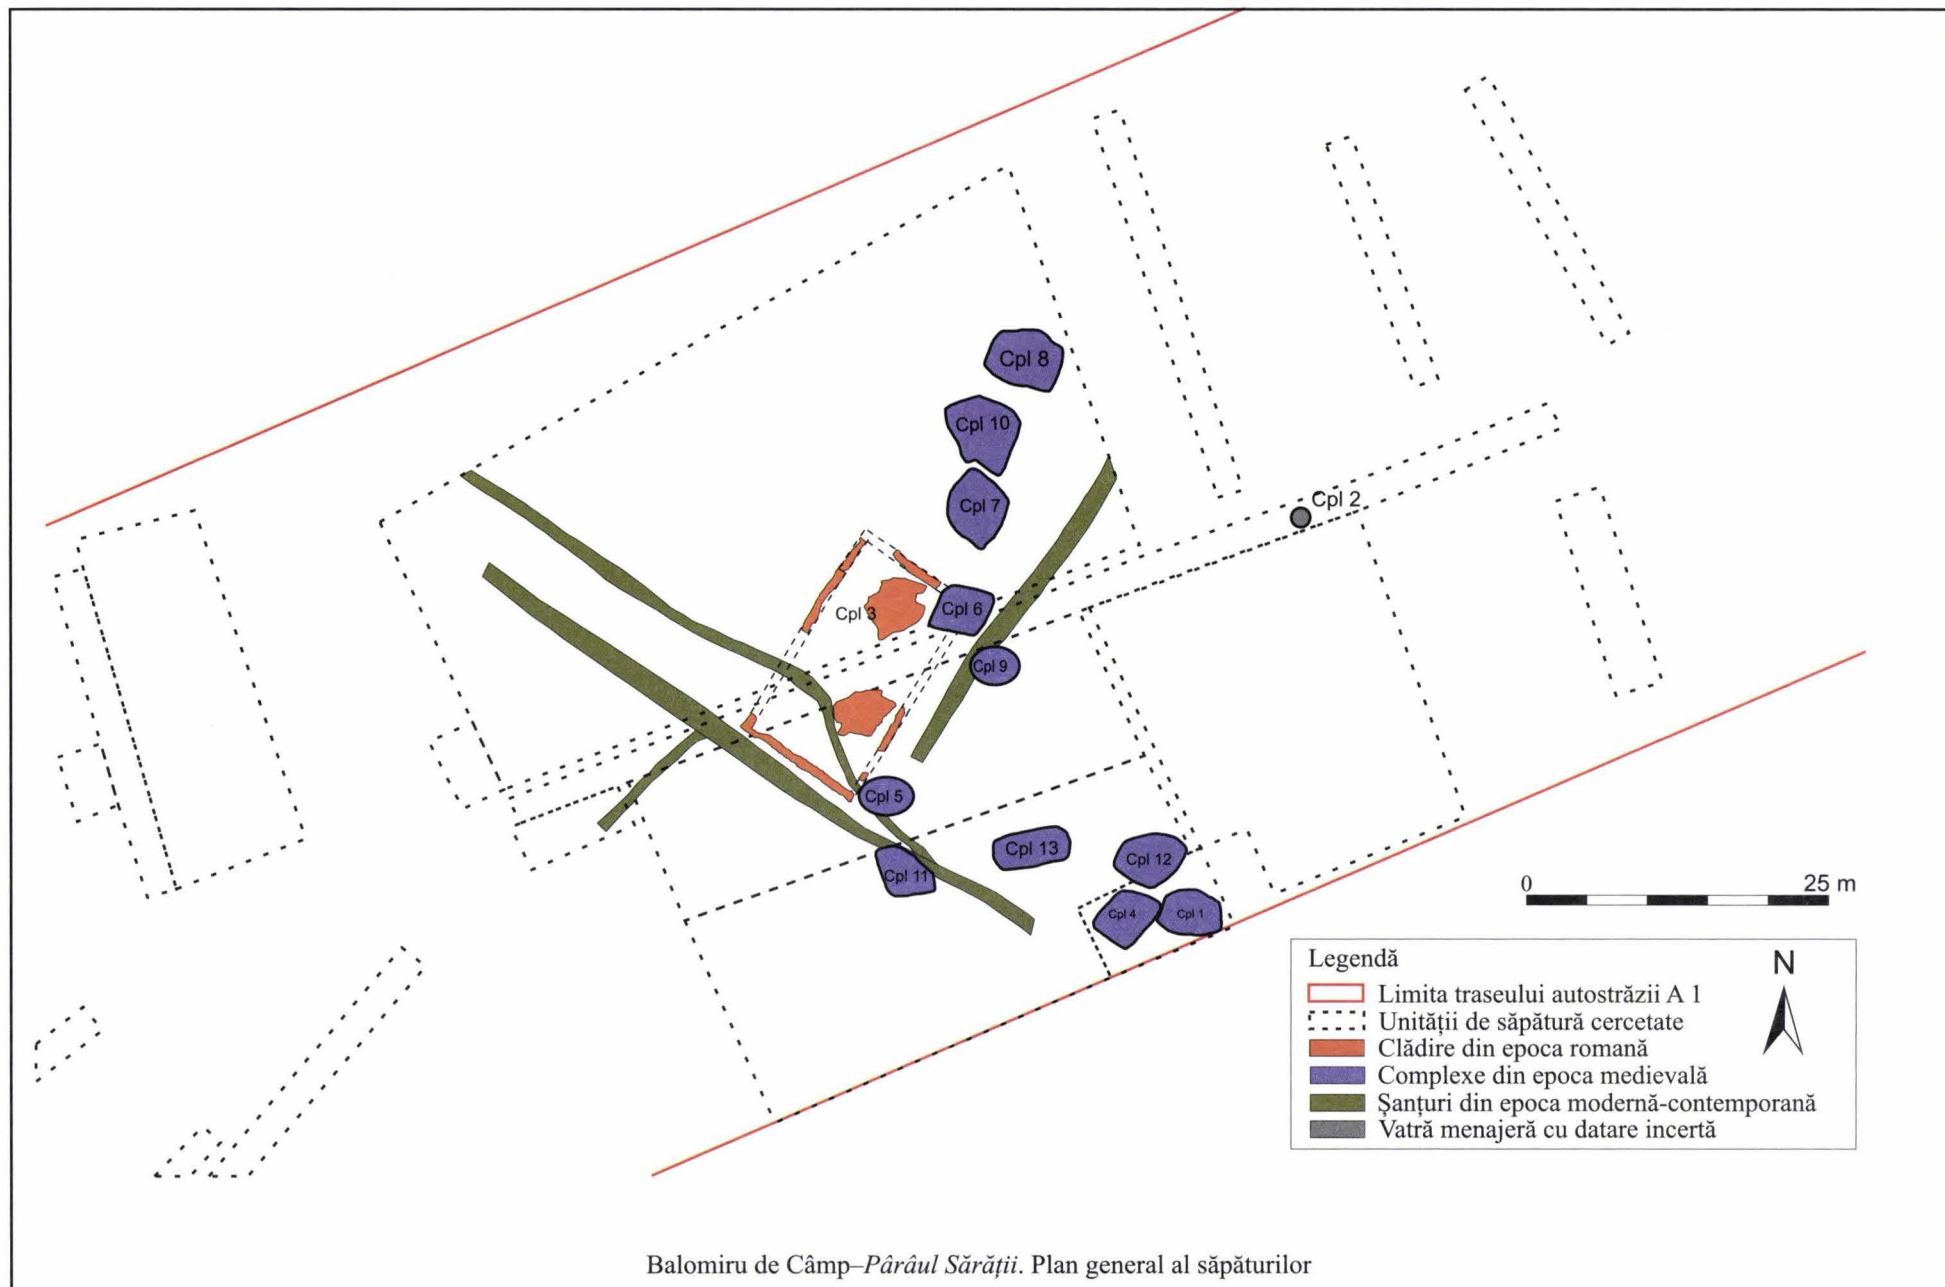 Cpl 8
Cpl 10
Cpl 7
Cpl 2
Cpl 3
Cpl 6
Cpl 9
Cpl 5
Cpl 13
Cpl 12
Cpl 11
Cpl 4
Cpl 1
0 25 m
Legendă
N
Limita traseului autostrăzii A 1
Unității de săpătură cercetate
Clădire din epoca romană
Complexe din epoca medievală
Șanțuri din epoca modernă-contemporană
Vatră menajeră cu datare incertă
Balomiru de Câmp–Pârâul Sărății. Plan general al săpăturilor